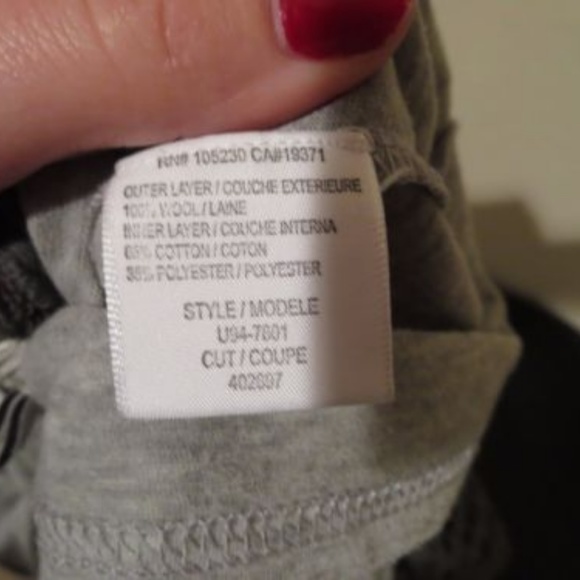 RN# 105230 CA#19371
OUTER LAYER / COUCHE EXTERIEURE
100% WOOL / LAINE
INNER LAYER / COUCHE INTERNA
65% COTTON / COTON
35% POLYESTER / POLYESTER
STYLE / MODELE
U94-7801
CUT / COUPE
402697